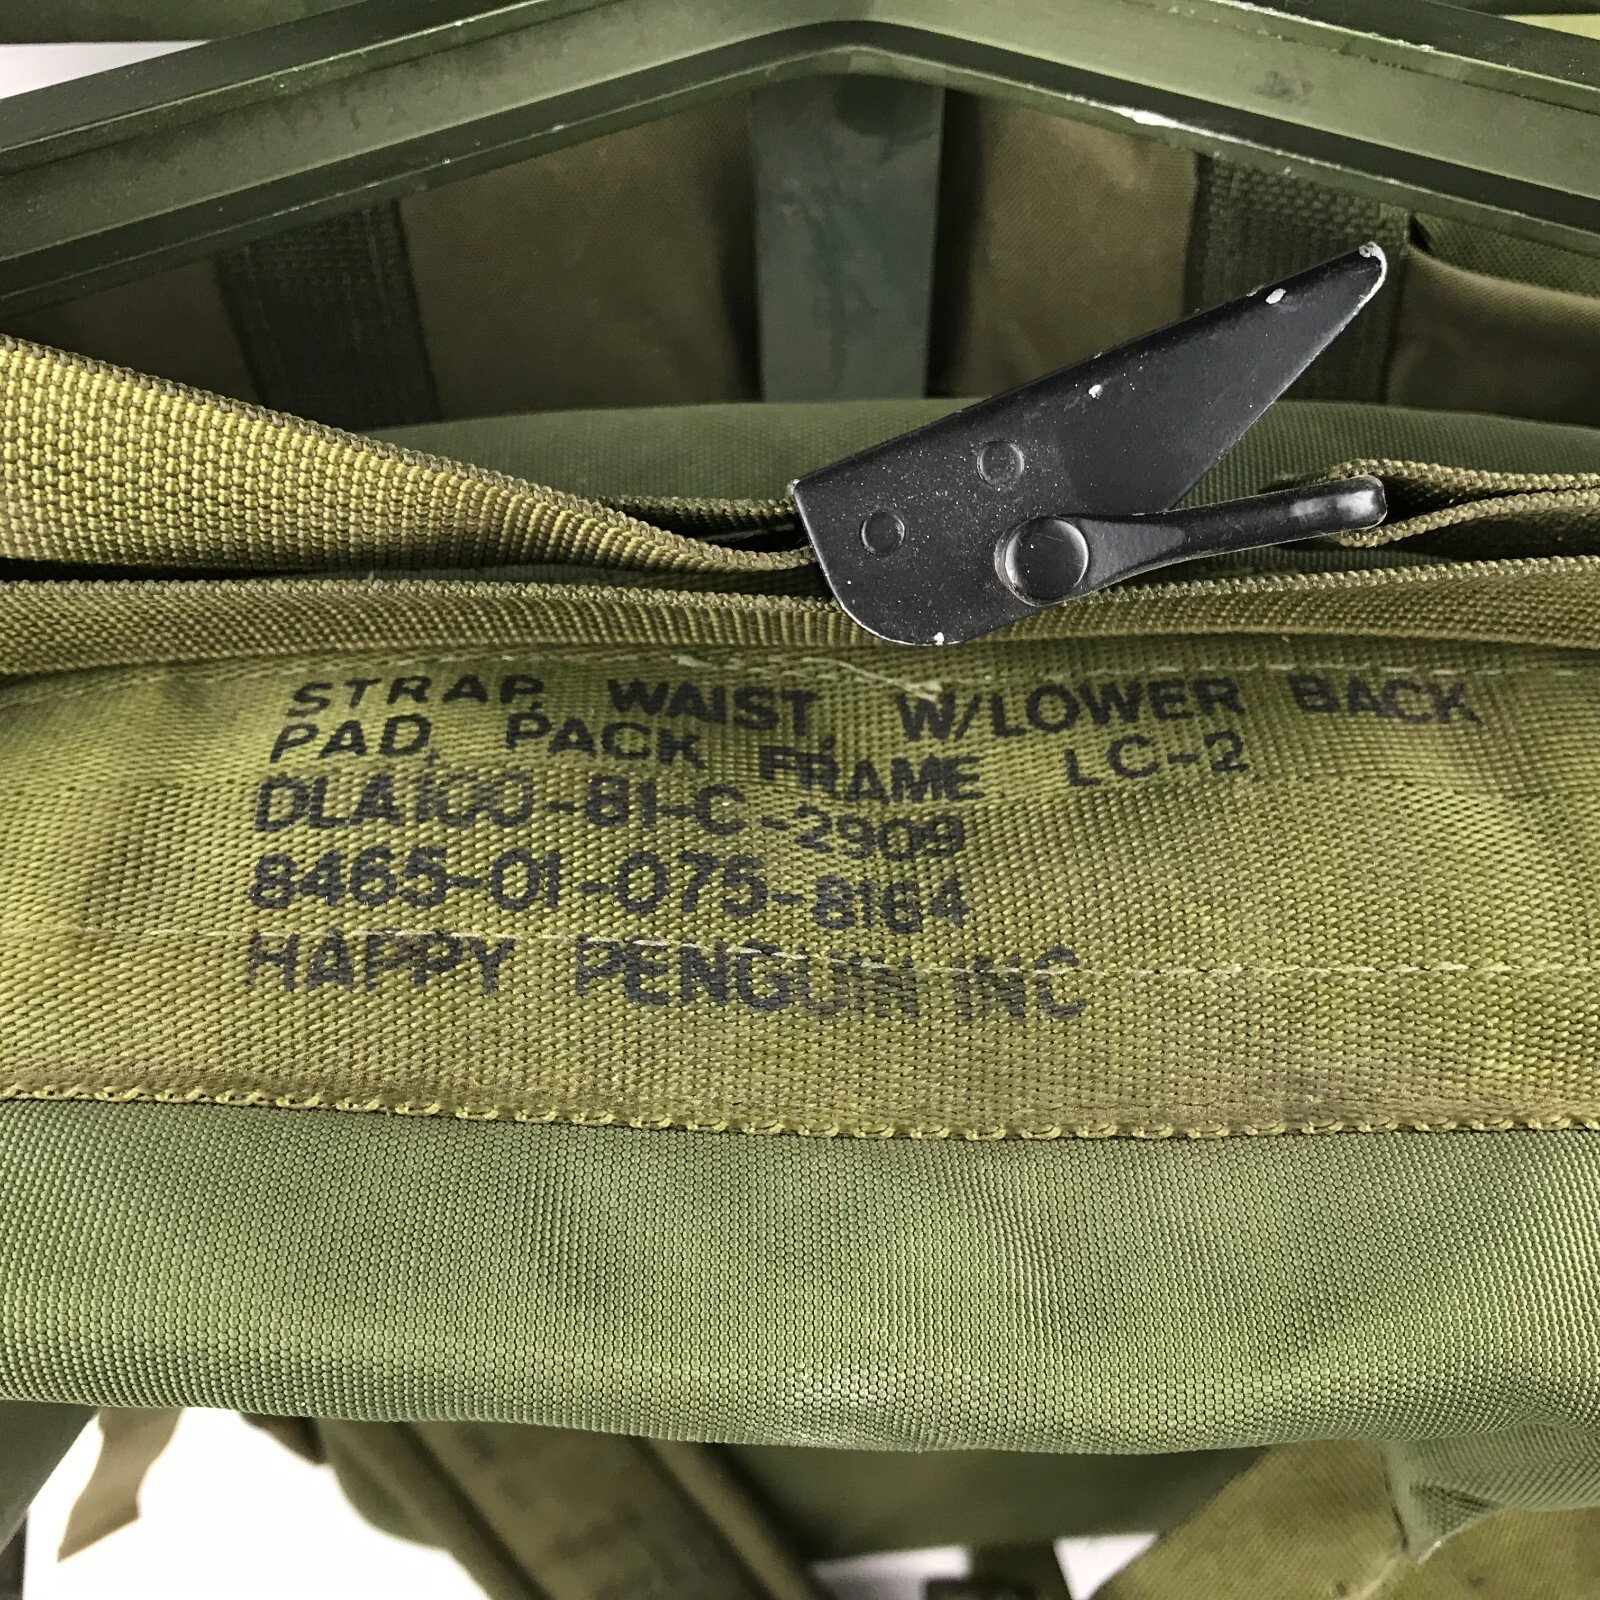 STRAP, WAIST, W/LOWER BACK
PAD, PACK FRAME LC-2
DLA100-81-C-2909
8465-01-075-8164
HAPPY PENGUIN INC